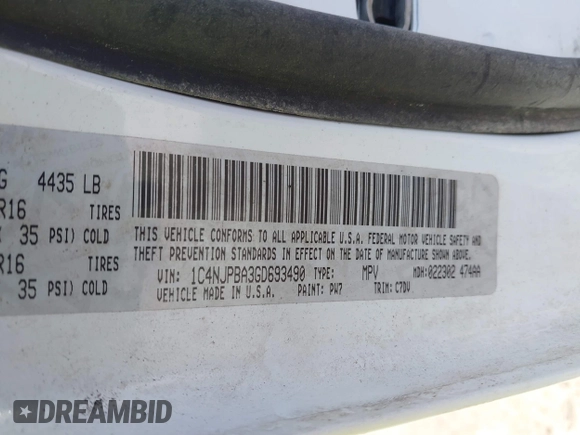 G 4435 LB
R16 TIRES
35 PSI) COLD
R16 TIRES
35 PSI) COLD
THIS VEHICLE CONFORMS TO ALL APPLICABLE U.S.A. FEDERAL MOTOR VEHICLE SAFETY AND
THEFT PREVENTION STANDARDS IN EFFECT ON THE DATE OF MANUFACTURE SHOWN ABOVE.
VIN: 1C4NJPBA3GD693490 TYPE: MPV MDH: 022302 474AA
VEHICLE MADE IN U.S.A. PAINT: PW7 TRIM: C7DV
DREAMBID